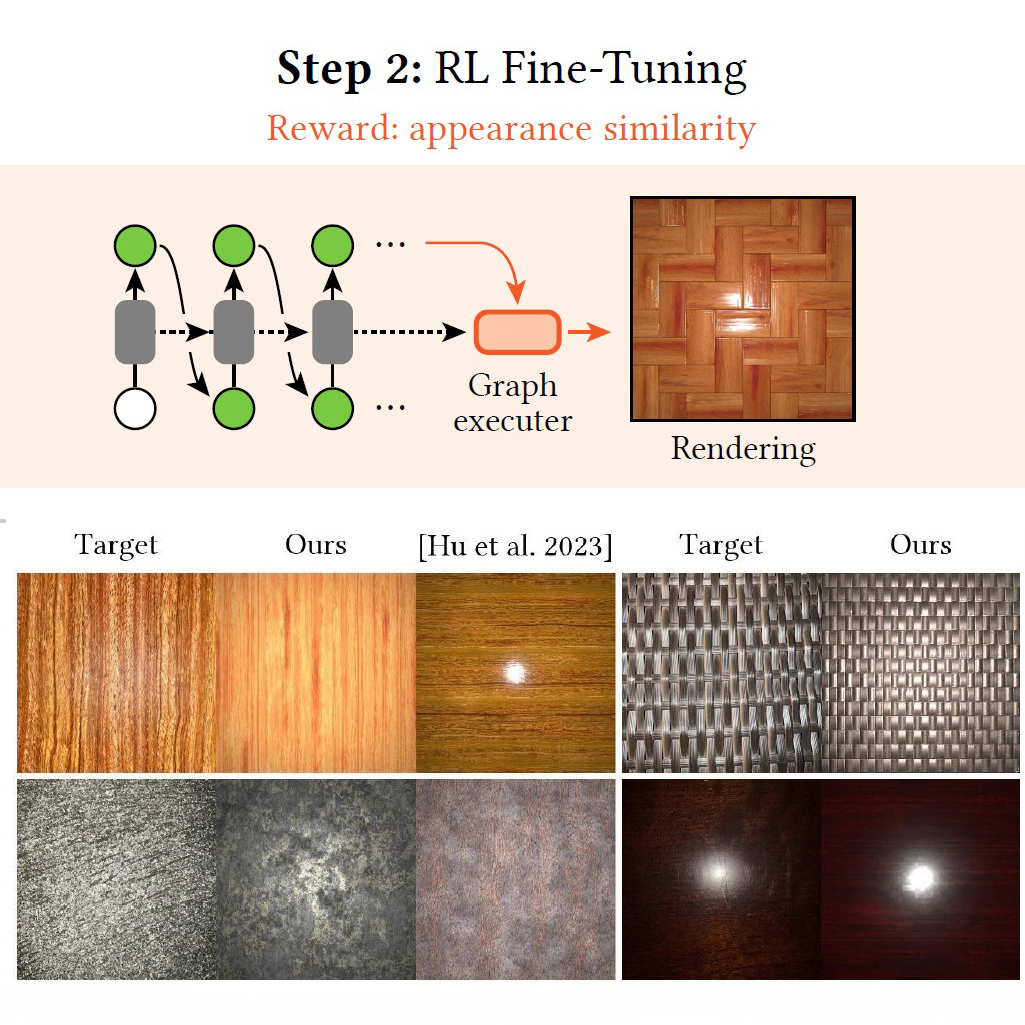 Step 2: RL Fine-Tuning
Reward: appearance similarity
...
...
Graph
executer
Rendering
Target
Ours
[Hu et al. 2023]
Target
Ours